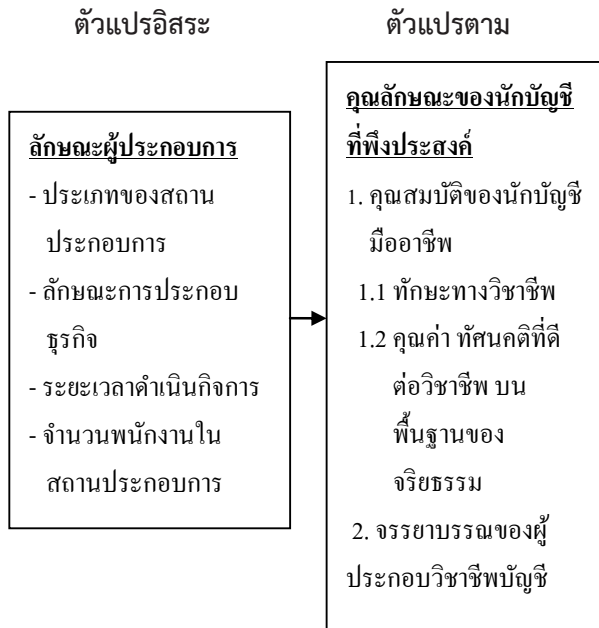 ตัวแปรอิสระ
ตัวแปรตาม
ลักษณะผู้ประกอบการ
- ประเภทของสถาน
ประกอบการ
- ลักษณะการประกอบ
ธุรกิจ
- ระยะเวลาดำเนินกิจการ
- จำนวนพนักงานใน
สถานประกอบการ
คุณลักษณะของนักบัญชี
ที่พึงประสงค์
1. คุณสมบัติของนักบัญชี
มืออาชีพ
1.1 ทักษะทางวิชาชีพ
1.2 คุณค่า ทัศนคติที่ดี
ต่อวิชาชีพ บน
พื้นฐานของ
จริยธรรม
2. จรรยาบรรณของผู้
ประกอบวิชาชีพบัญชี